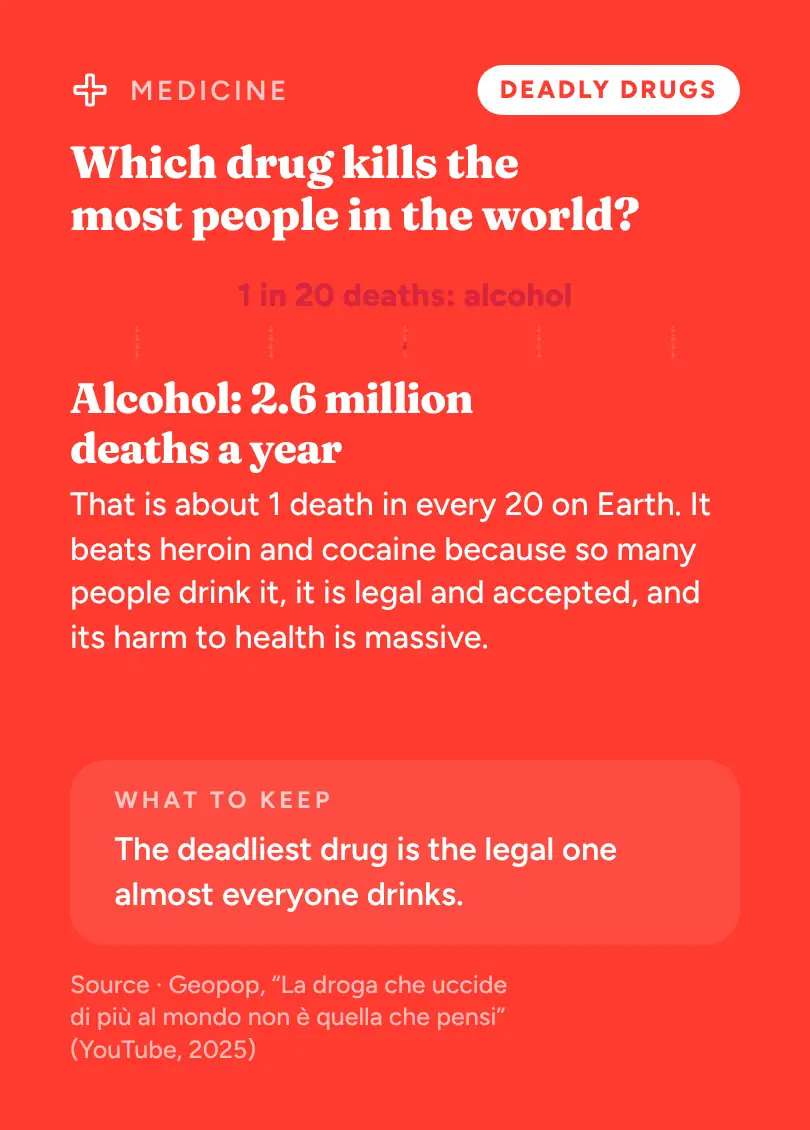 MEDICINE
DEADLY DRUGS
Which drug kills the
most people in the world?
1 in 20 deaths: alcohol
Alcohol: 2.6 million
deaths a year
That is about 1 death in every 20 on Earth. It
beats heroin and cocaine because so many
people drink it, it is legal and accepted, and
its harm to health is massive.
WHAT TO KEEP
The deadliest drug is the legal one
almost everyone drinks.
Source · Geopop, “La droga che uccide
di più al mondo non è quella che pensi”
(YouTube, 2025)